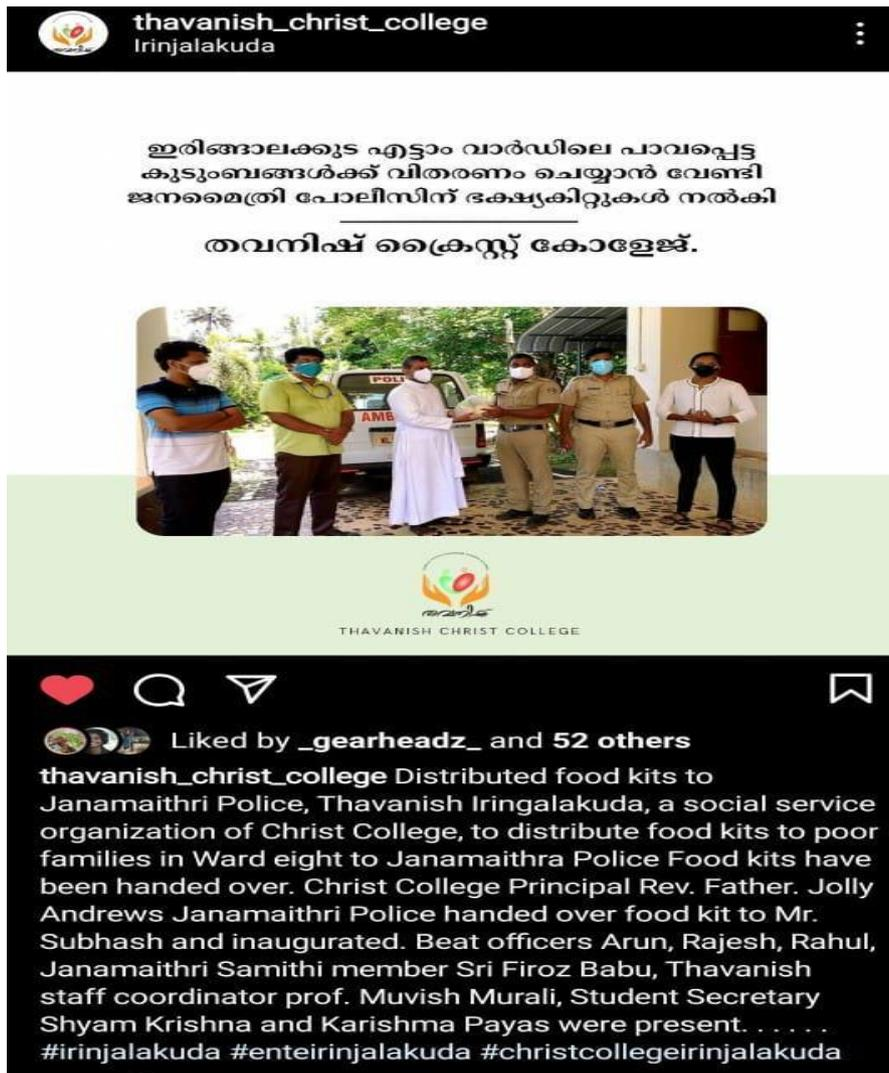 thavanish_christ_college
Irinjalakuda
ഇരിങ്ങാലക്കുട എട്ടാം വാർഡിലെ പാവപ്പെട്ട
കുടുംബങ്ങൾക്ക് വിതരണം ചെയ്യാൻ വേണ്ടി
ജനമൈത്രി പോലീസിന് ഭക്ഷ്യകിറ്റുകൾ നൽകി
തവനിഷ് ക്രൈസ്റ്റ് കോളേജ്.
POLI
AMB
തവനിഷ്
THAVANISH CHRIST COLLEGE
Liked by _gearheadz_ and 52 others
thavanish_christ_college Distributed food kits to
Janamaithri Police, Thavanish Iringalakuda, a social service
organization of Christ College, to distribute food kits to poor
families in Ward eight to Janamaithra Police Food kits have
been handed over. Christ College Principal Rev. Father. Jolly
Andrews Janamaithri Police handed over food kit to Mr.
Subhash and inaugurated. Beat officers Arun, Rajesh, Rahul,
Janamaithri Samithi member Sri Firoz Babu, Thavanish
staff coordinator prof. Muvish Murali, Student Secretary
Shyam Krishna and Karishma Payas were present. . . . . .
#irinjalakuda #enteirinjalakuda #christcollegeirinjalakuda